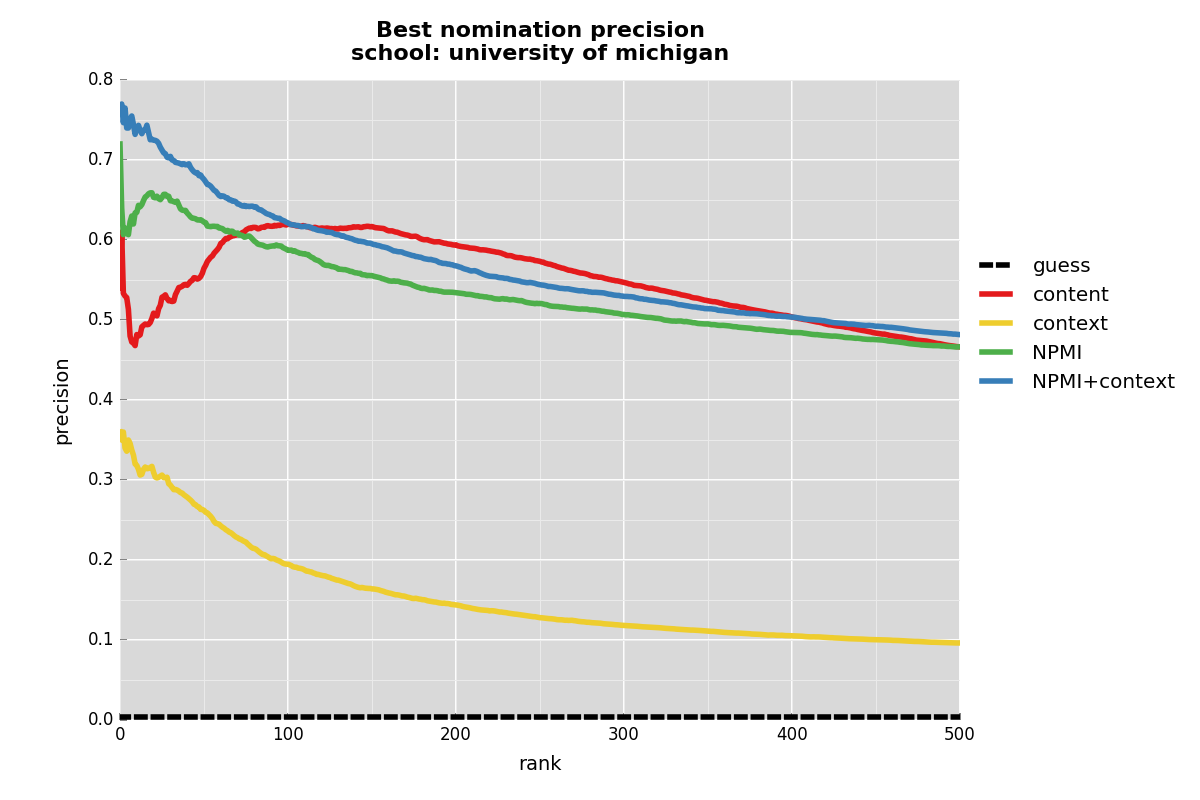 Best nomination precision
school: university of michigan
precision
0.8
0.7
0.6
0.5
0.4
0.3
0.2
0.1
0.0
0 100 200 300 400 500
rank
guess
content
context
NPMI
NPMI+context